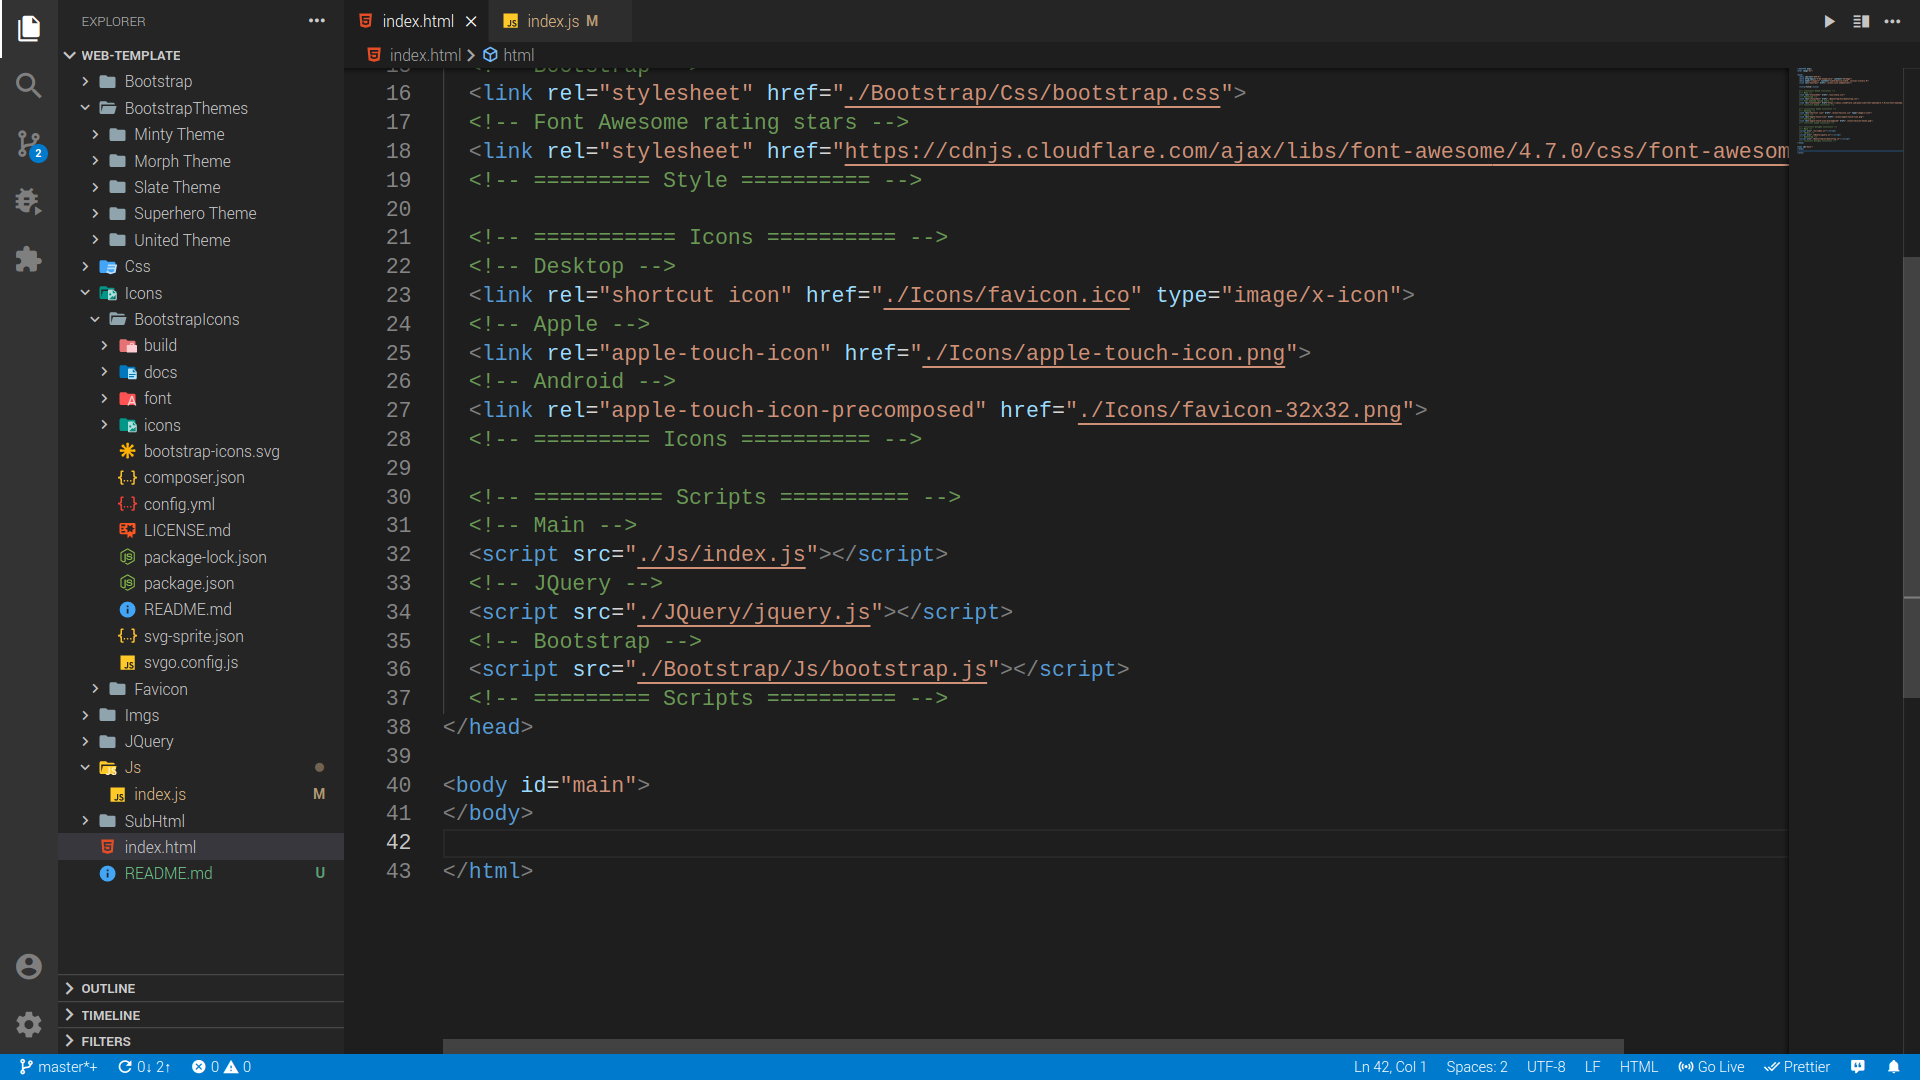 EXPLORER
WEB-TEMPLATE
Bootstrap
BootstrapThemes
Minty Theme
Morph Theme
Slate Theme
Superhero Theme
United Theme
Css
Icons
BootstrapIcons
build
docs
font
icons
bootstrap-icons.svg
composer.json
config.yml
LICENSE.md
package-lock.json
package.json
README.md
svg-sprite.json
svgo.config.js
Favicon
Imgs
JQuery
Js
index.js M
SubHtml
index.html
README.md U
OUTLINE
TIMELINE
FILTERS
2
index.html
index.js M
index.html > html
16 <link rel="stylesheet" href="./Bootstrap/Css/bootstrap.css">
17 <!-- Font Awesome rating stars -->
18 <link rel="stylesheet" href="https://cdnjs.cloudflare.com/ajax/libs/font-awesome/4.7.0/css/font-awesom
19 <!-- ========= Style ========== -->
20
21 <!-- =========== Icons ========== -->
22 <!-- Desktop -->
23 <link rel="shortcut icon" href="./Icons/favicon.ico" type="image/x-icon">
24 <!-- Apple -->
25 <link rel="apple-touch-icon" href="./Icons/apple-touch-icon.png">
26 <!-- Android -->
27 <link rel="apple-touch-icon-precomposed" href="./Icons/favicon-32x32.png">
28 <!-- ========= Icons ========== -->
29
30 <!-- ========== Scripts ========== -->
31 <!-- Main -->
32 <script src="./Js/index.js"></script>
33 <!-- JQuery -->
34 <script src="./JQuery/jquery.js"></script>
35 <!-- Bootstrap -->
36 <script src="./Bootstrap/Js/bootstrap.js"></script>
37 <!-- ========= Scripts ========== -->
38 </head>
39
40 <body id="main">
41 </body>
42
43 </html>
master*+ 0↓ 2↑ 0 0 Ln 42, Col 1 Spaces: 2 UTF-8 LF HTML Go Live Prettier